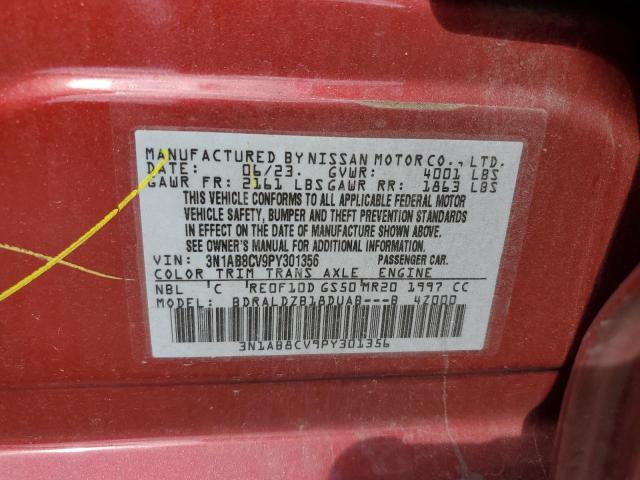 MANUFACTURED BY NISSAN MOTOR CO., LTD.
DATE: 06/23. GVWR: 4001 LBS
GAWR FR: 2161 LBS GAWR RR: 1863 LBS
THIS VEHICLE CONFORMS TO ALL APPLICABLE FEDERAL MOTOR
VEHICLE SAFETY, BUMPER AND THEFT PREVENTION STANDARDS
IN EFFECT ON THE DATE OF MANUFACTURE SHOWN ABOVE.
SEE OWNER'S MANUAL FOR ADDITIONAL INFORMATION.
VIN: 3N1AB8CV9PY301356 PASSENGER CAR.
COLOR TRIM TRANS AXLE ENGINE
NBL C RE0F10D GS50 MR20 1997 CC
MODEL: BDRALDZB18DUAB---B 4Z000
3N1AB8CV9PY301356